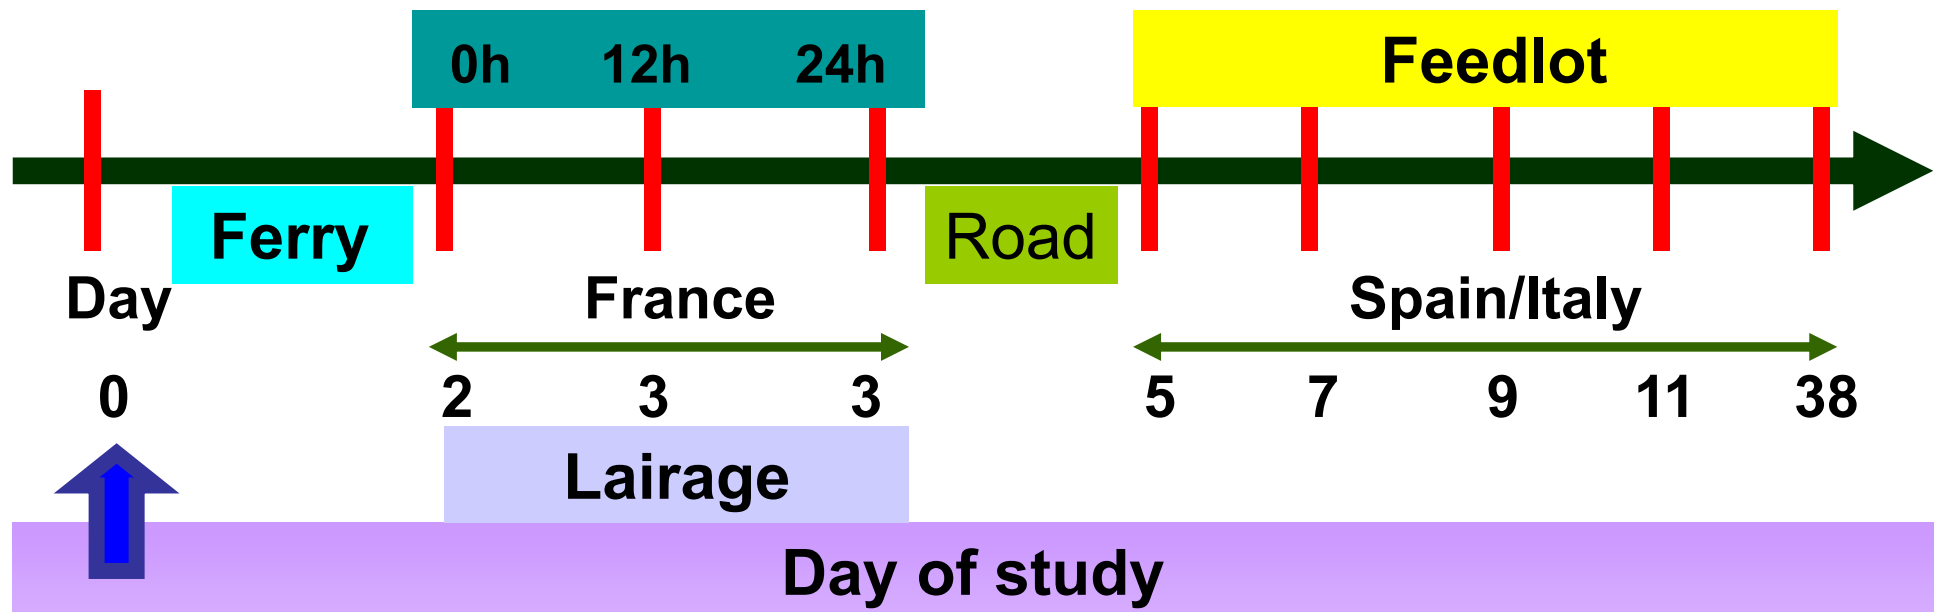 0h 12h 24h
Feedlot
Ferry
Road
Day
France
Spain/Italy
0 2 3 3 5 7 9 11 38
Lairage
Day of study